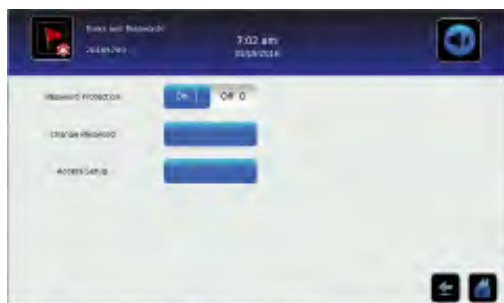 Users and Passwords
7:02 am
Password Protection
On |
Off O
Change Password
Access Setup